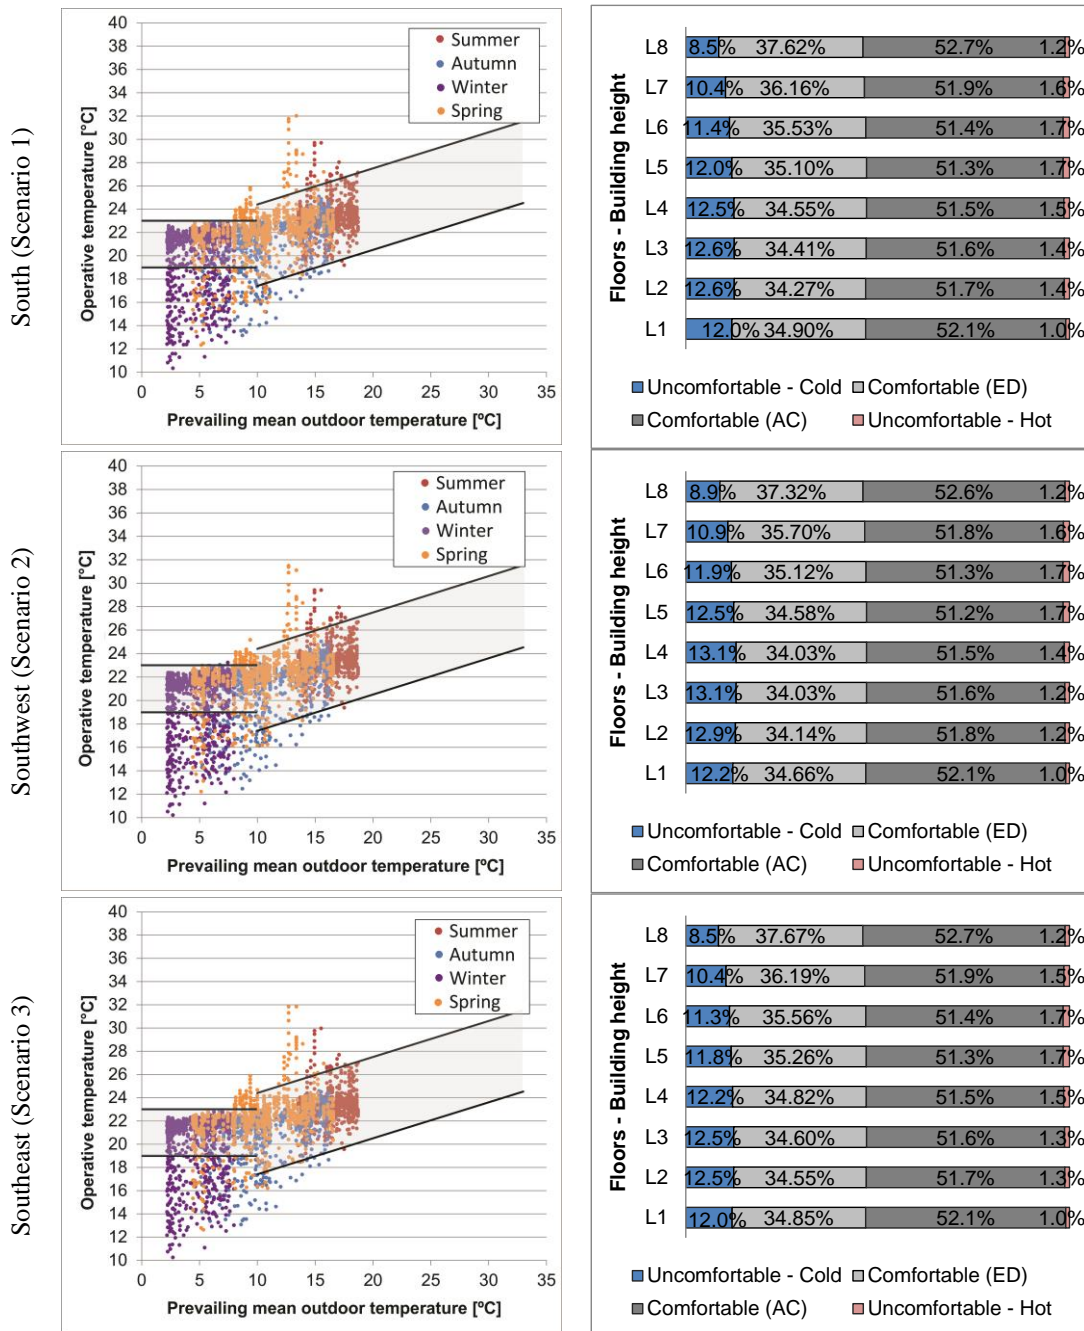 South (Scenario 1)
Operative temperature [°C]
40
38
36
34
32
30
28
26
24
22
20
18
16
14
12
10
0 5 10 15 20 25 30 35
Prevailing mean outdoor temperature [ºC]
Summer
Autumn
Winter
Spring
Floors - Building height
L8 8.5% 37.62% 52.7% 1.2%
L7 10.4% 36.16% 51.9% 1.6%
L6 11.4% 35.53% 51.4% 1.7%
L5 12.0% 35.10% 51.3% 1.7%
L4 12.5% 34.55% 51.5% 1.5%
L3 12.6% 34.41% 51.6% 1.4%
L2 12.6% 34.27% 51.7% 1.4%
L1 12.0% 34.90% 52.1% 1.0%
Uncomfortable - Cold Comfortable (ED)
Comfortable (AC) Uncomfortable - Hot
Southwest (Scenario 2)
Operative temperature [°C]
40
38
36
34
32
30
28
26
24
22
20
18
16
14
12
10
0 5 10 15 20 25 30 35
Prevailing mean outdoor temperature [ºC]
Summer
Autumn
Winter
Spring
Floors - Building height
L8 8.9% 37.32% 52.6% 1.2%
L7 10.9% 35.70% 51.8% 1.6%
L6 11.9% 35.12% 51.3% 1.7%
L5 12.5% 34.58% 51.2% 1.7%
L4 13.1% 34.03% 51.5% 1.4%
L3 13.1% 34.03% 51.6% 1.2%
L2 12.9% 34.14% 51.8% 1.2%
L1 12.2% 34.66% 52.1% 1.0%
Uncomfortable - Cold Comfortable (ED)
Comfortable (AC) Uncomfortable - Hot
Southeast (Scenario 3)
Operative temperature [°C]
40
38
36
34
32
30
28
26
24
22
20
18
16
14
12
10
0 5 10 15 20 25 30 35
Prevailing mean outdoor temperature [ºC]
Summer
Autumn
Winter
Spring
Floors - Building height
L8 8.5% 37.67% 52.7% 1.2%
L7 10.4% 36.19% 51.9% 1.5%
L6 11.3% 35.56% 51.4% 1.7%
L5 11.8% 35.26% 51.3% 1.7%
L4 12.2% 34.82% 51.5% 1.5%
L3 12.5% 34.60% 51.6% 1.3%
L2 12.5% 34.55% 51.7% 1.3%
L1 12.0% 34.85% 52.1% 1.0%
Uncomfortable - Cold Comfortable (ED)
Comfortable (AC) Uncomfortable - Hot